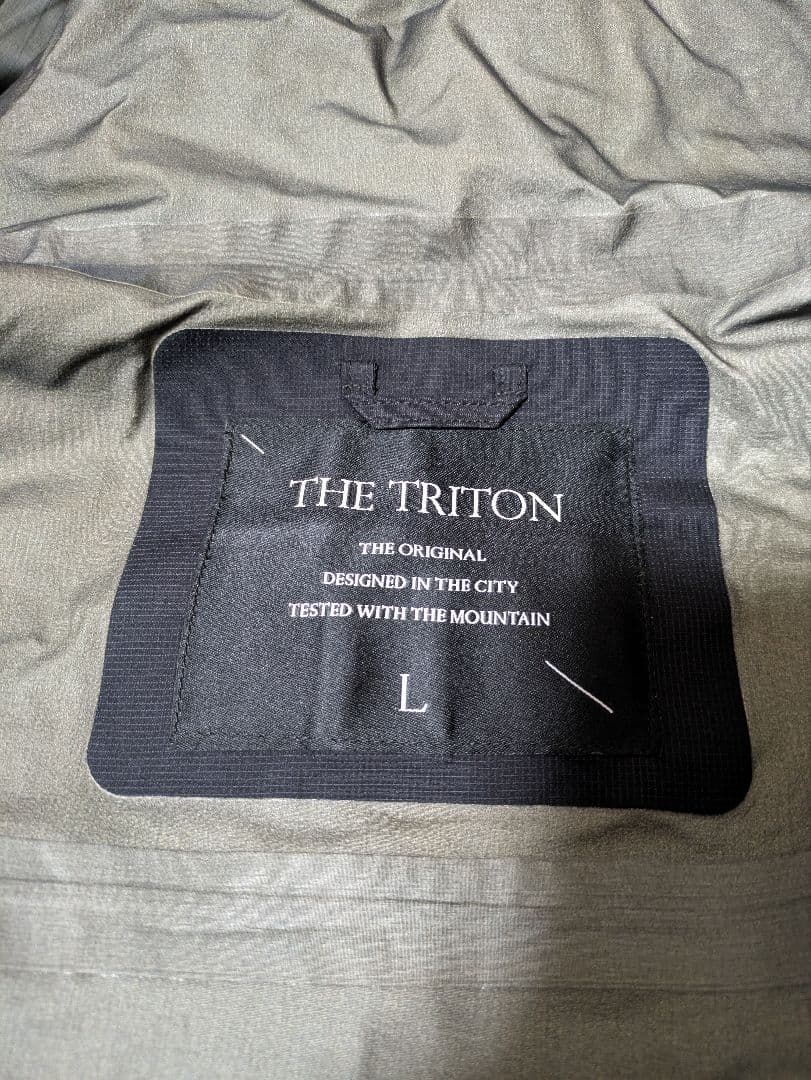 THE TRITON
THE ORIGINAL
DESIGNED IN THE CITY
TESTED WITH THE MOUNTAIN
L